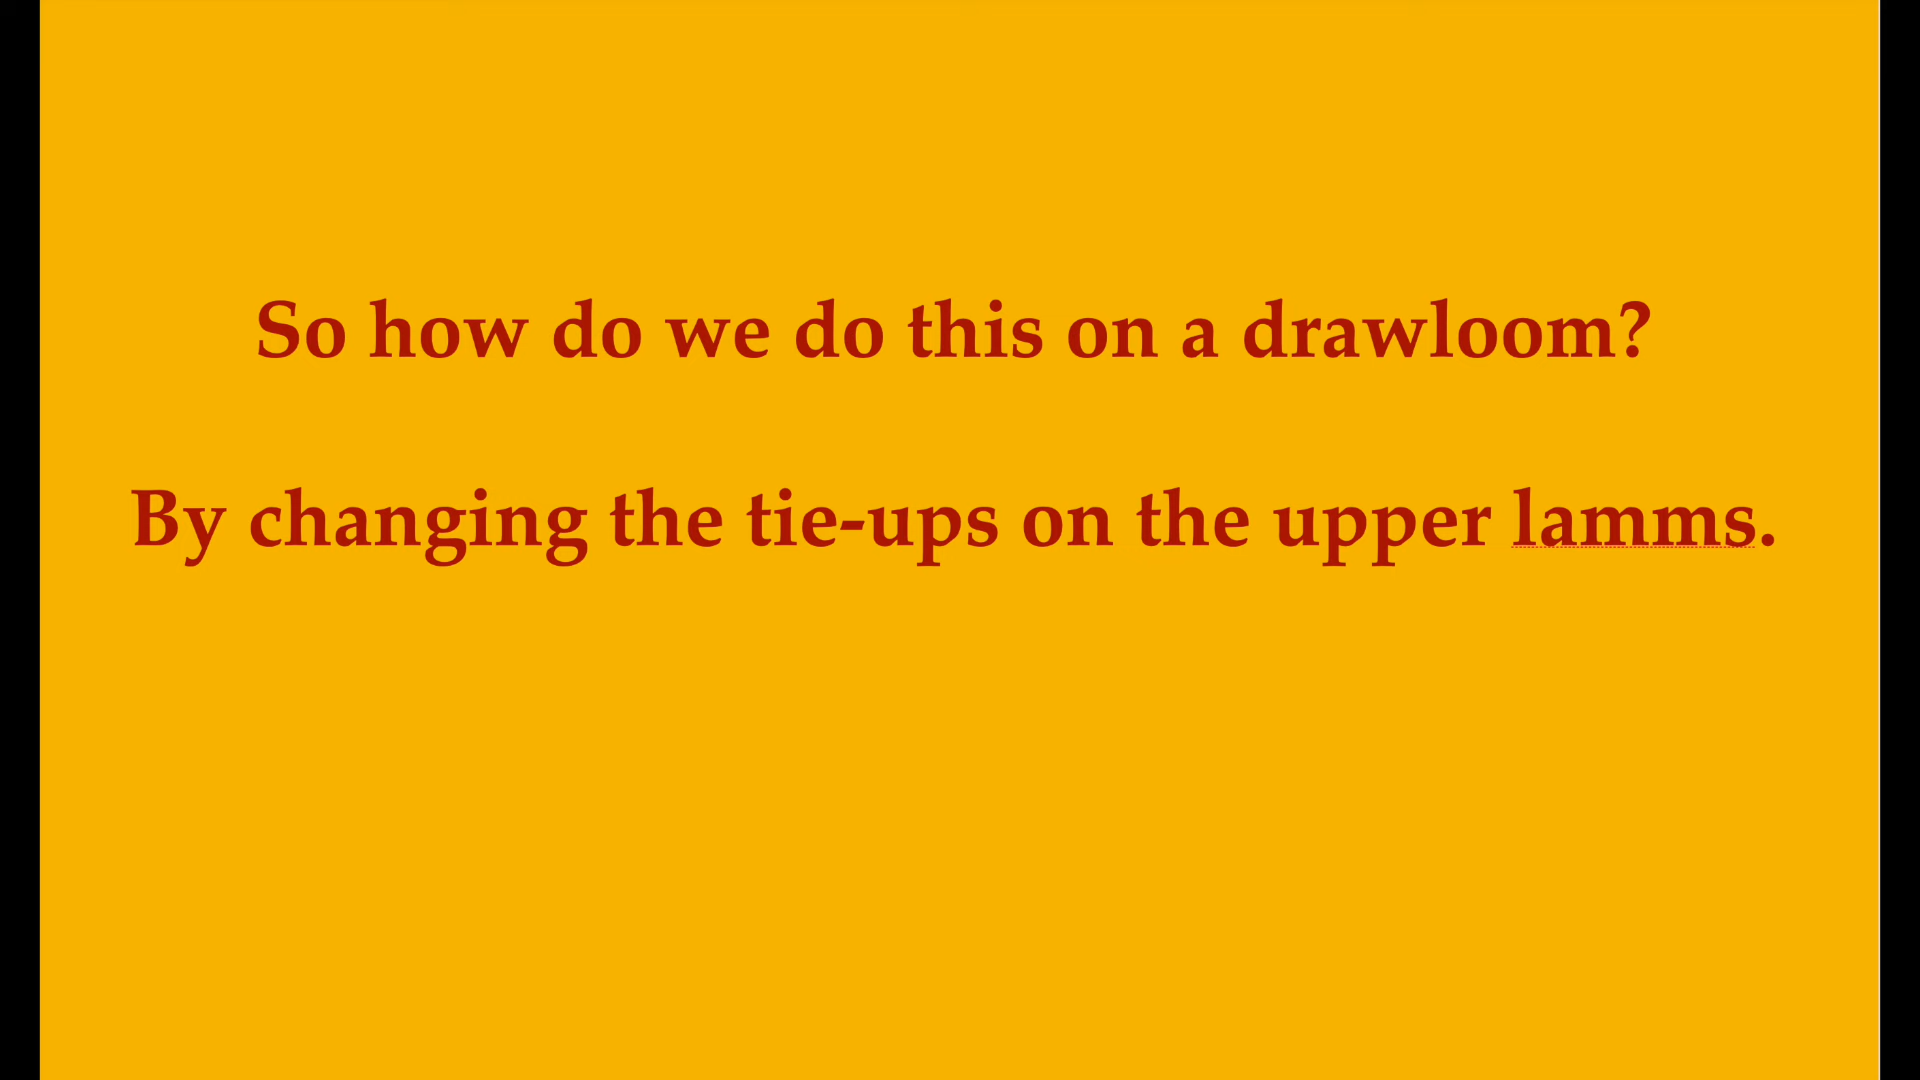 So how do we do this on a drawloom?
By changing the tie-ups on the upper lamms.